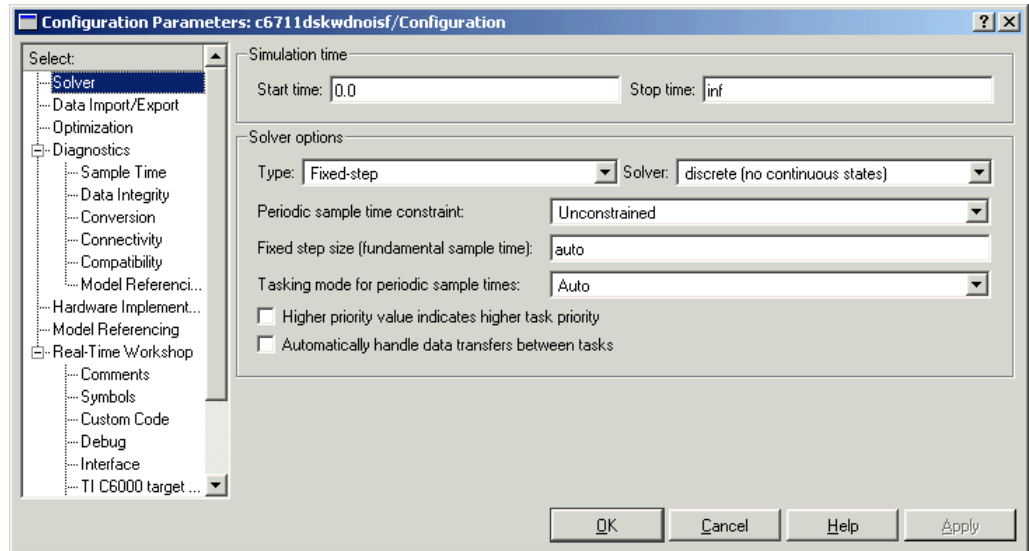 Configuration Parameters: c6711dskwdnoisf/Configuration
Select:
Solver
Data Import/Export
Optimization
Diagnostics
Sample Time
Data Integrity
Conversion
Connectivity
Compatibility
Model Referenci...
Hardware Implement...
Model Referencing
Real-Time Workshop
Comments
Symbols
Custom Code
Debug
Interface
TI C6000 target ...
Simulation time
Start time: 0.0 Stop time: inf
Solver options
Type: Fixed-step Solver: discrete (no continuous states)
Periodic sample time constraint: Unconstrained
Fixed step size (fundamental sample time): auto
Tasking mode for periodic sample times: Auto
Higher priority value indicates higher task priority
Automatically handle data transfers between tasks
OK Cancel Help Apply